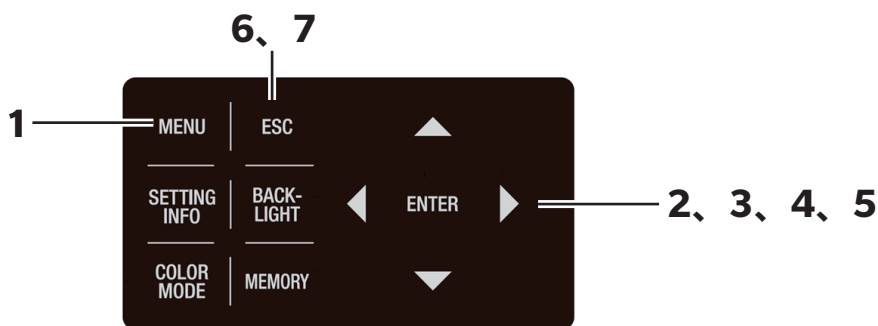 6、7
1
MENU
ESC
SETTING
INFO
BACK-
LIGHT
ENTER
2、3、4、5
COLOR
MODE
MEMORY